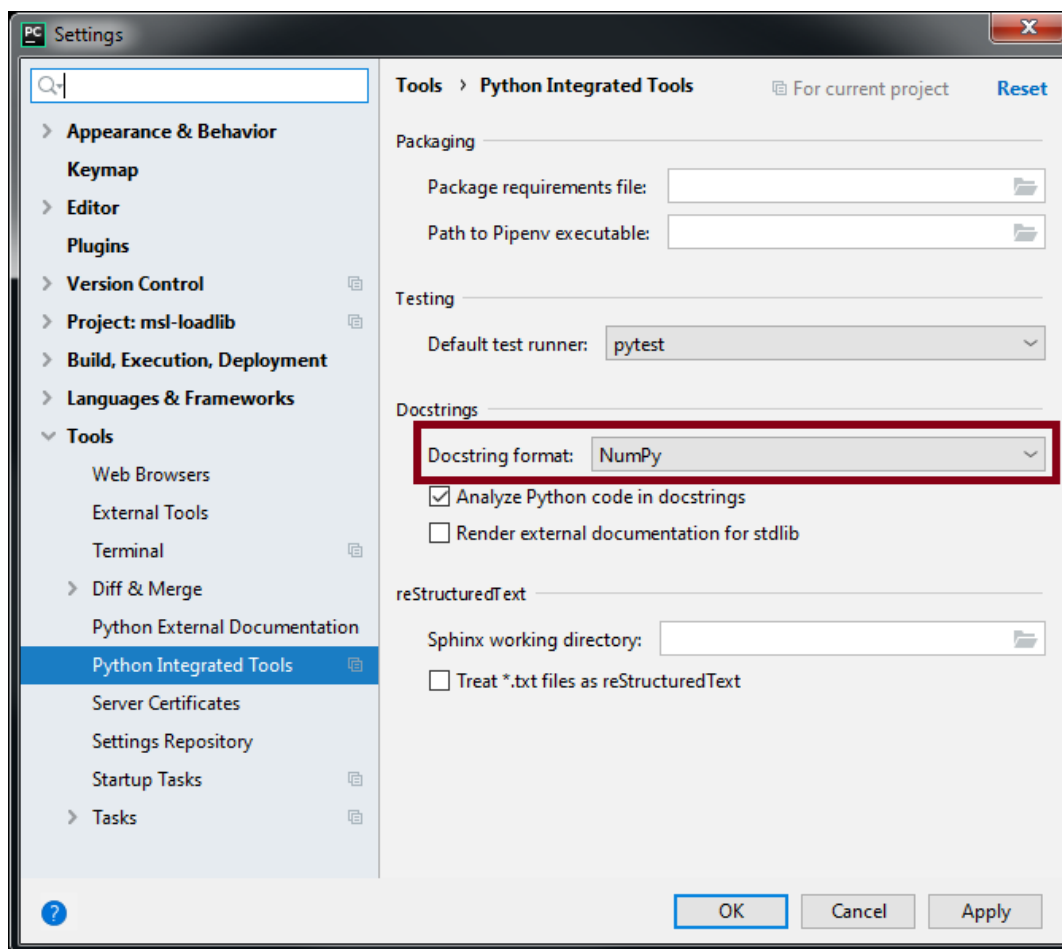 PC Settings
Tools › Python Integrated Tools For current project Reset
Appearance & Behavior
Keymap
Editor
Plugins
Version Control
Project: msl-loadlib
Build, Execution, Deployment
Languages & Frameworks
Tools
Web Browsers
External Tools
Terminal
Diff & Merge
Python External Documentation
Python Integrated Tools
Server Certificates
Settings Repository
Startup Tasks
Tasks
Packaging
Package requirements file:
Path to Pipenv executable:
Testing
Default test runner: pytest
Docstrings
Docstring format: NumPy
Analyze Python code in docstrings
Render external documentation for stdlib
reStructuredText
Sphinx working directory:
Treat *.txt files as reStructuredText
? OK Cancel Apply